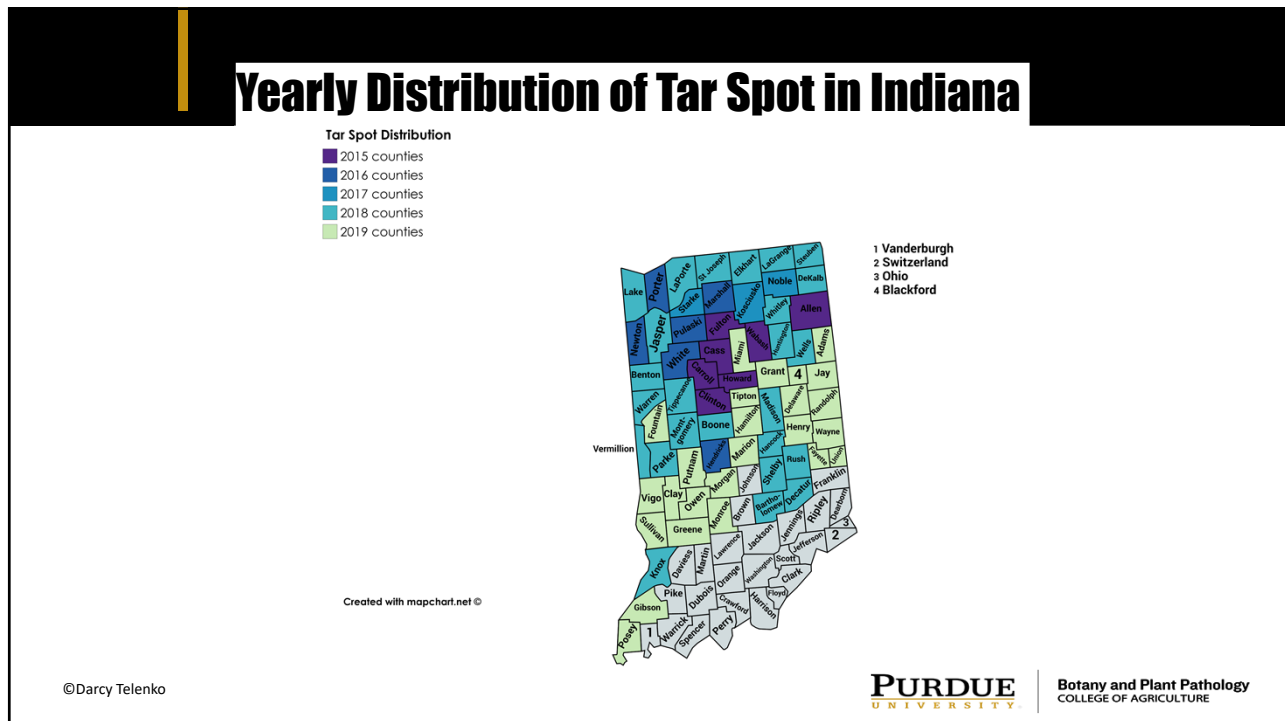 Yearly Distribution of Tar Spot in Indiana
Tar Spot Distribution
2015 counties
2016 counties
2017 counties
2018 counties
2019 counties
1 Vanderburgh
2 Switzerland
3 Ohio
4 Blackford
Lake
Porter
LaPorte
St Joseph
Elkhart
LaGrange
Steuben
Noble
DeKalb
Starke
Marshall
Kosciusko
Whitley
Allen
Newton
Jasper
Pulaski
Fulton
Wabash
Huntington
Wells
Adams
White
Cass
Miami
Benton
Carroll
Howard
Grant
4
Jay
Warren
Tippecanoe
Clinton
Tipton
Madison
Delaware
Randolph
Fountain
Mont-
gomery
Boone
Hamilton
Henry
Wayne
Vermillion
Parke
Putnam
Hendricks
Marion
Hancock
Rush
Fayette
Union
Vigo
Clay
Owen
Morgan
Johnson
Shelby
Decatur
Franklin
Sullivan
Greene
Monroe
Brown
Bartho-
lomew
Jennings
Ripley
Dearborn
3
2
Knox
Daviess
Martin
Lawrence
Jackson
Jefferson
Scott
Orange
Washington
Clark
Pike
Dubois
Crawford
Harrison
Floyd
Gibson
Posey
1
Warrick
Spencer
Perry
Created with mapchart.net ©
©Darcy Telenko
PURDUE
UNIVERSITY
Botany and Plant Pathology
COLLEGE OF AGRICULTURE